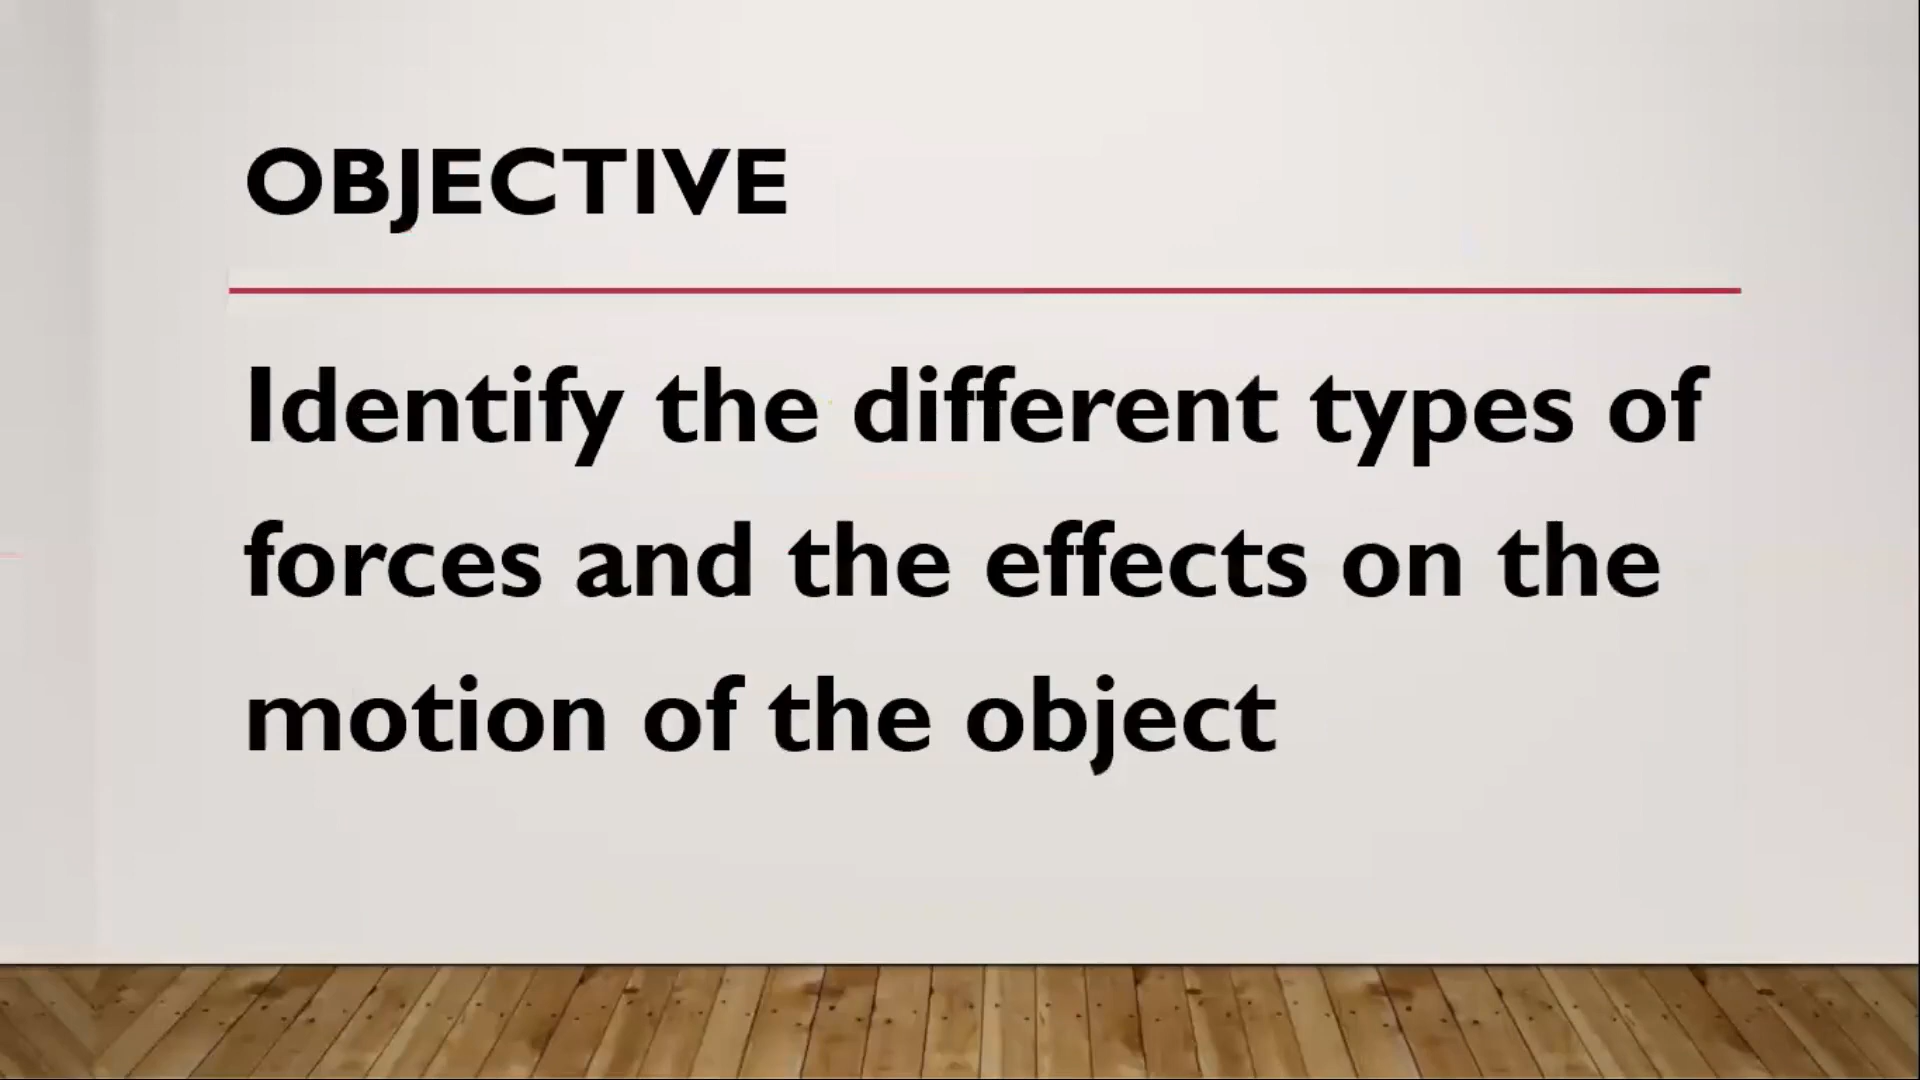 OBJECTIVE
Identify the different types of
forces and the effects on the
motion of the object